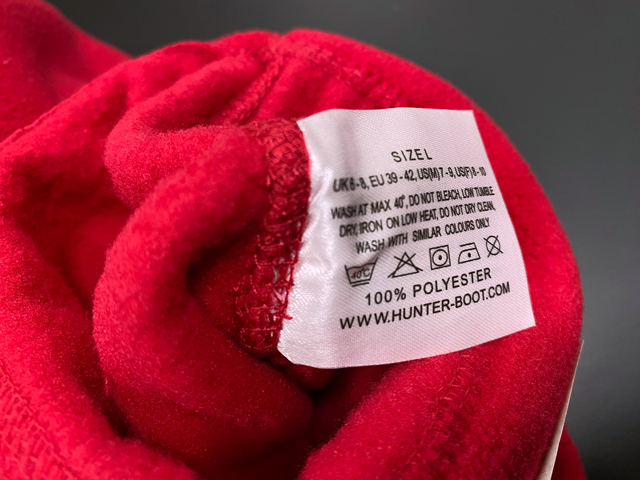 SIZE L
UK 6-8, EU 39-42, US(M) 7-9, US(F) 8-10
WASH AT MAX 40°, DO NOT BLEACH, LOW TUMBLE
DRY, IRON ON LOW HEAT, DO NOT DRY CLEAN,
WASH WITH SIMILAR COLOURS ONLY
40°C
100% POLYESTER
WWW.HUNTER-BOOT.COM